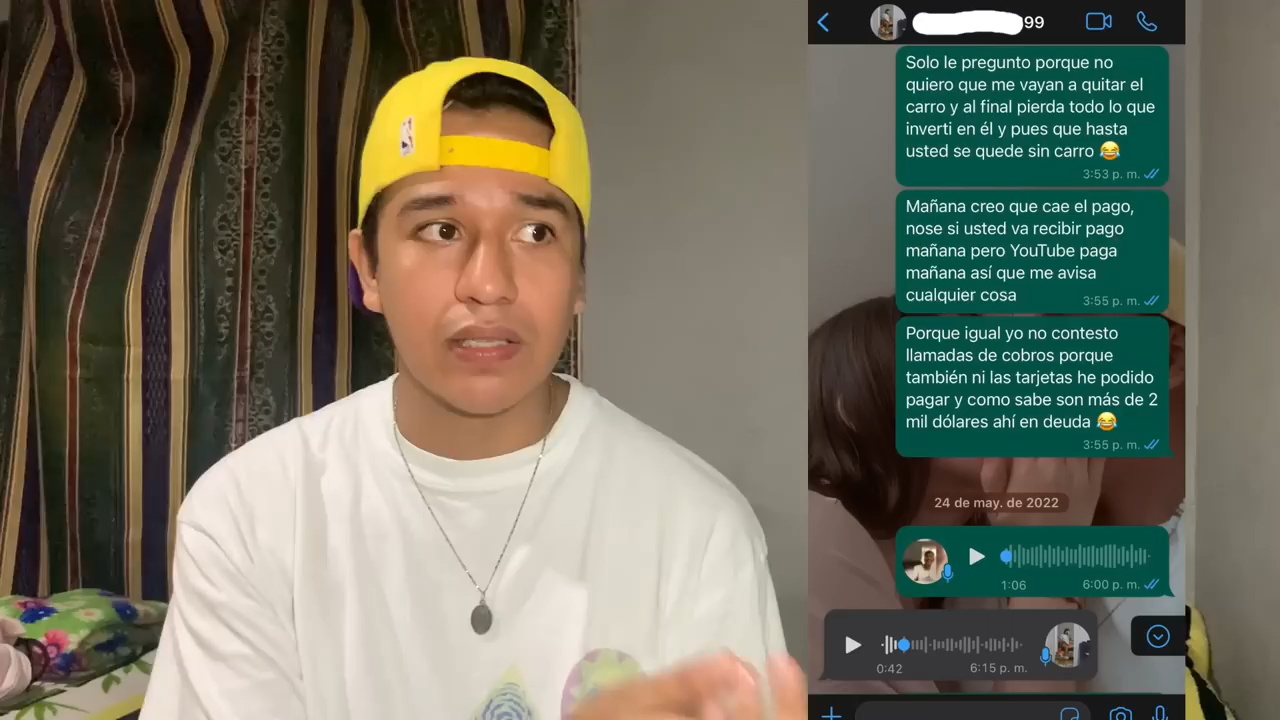 99
Solo le pregunto porque no
quiero que me vayan a quitar el
carro y al final pierda todo lo que
inverti en él y pues que hasta
usted se quede sin carro 😂
3:53 p. m.
Mañana creo que cae el pago,
nose si usted va recibir pago
mañana pero YouTube paga
mañana así que me avisa
cualquier cosa
3:55 p. m.
Porque igual yo no contesto
llamadas de cobros porque
también ni las tarjetas he podido
pagar y como sabe son más de 2
mil dólares ahí en deuda 😂
3:55 p. m.
24 de may. de 2022
1:06 6:00 p. m.
0:42 6:15 p. m.